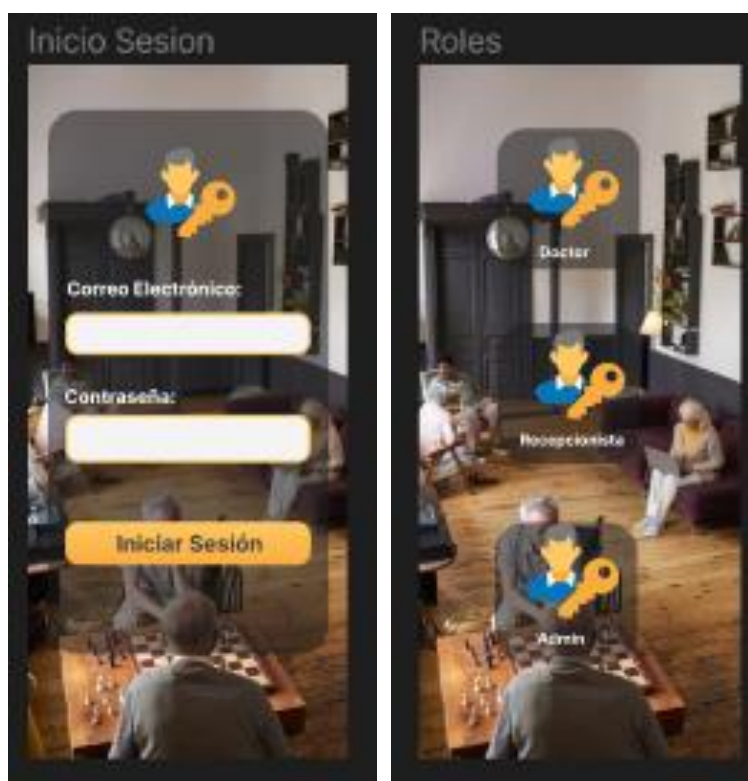 Inicio Sesion
Correo Electrónico:
Contraseña:
Iniciar Sesión
Roles
Doctor
Recepcionista
Admin